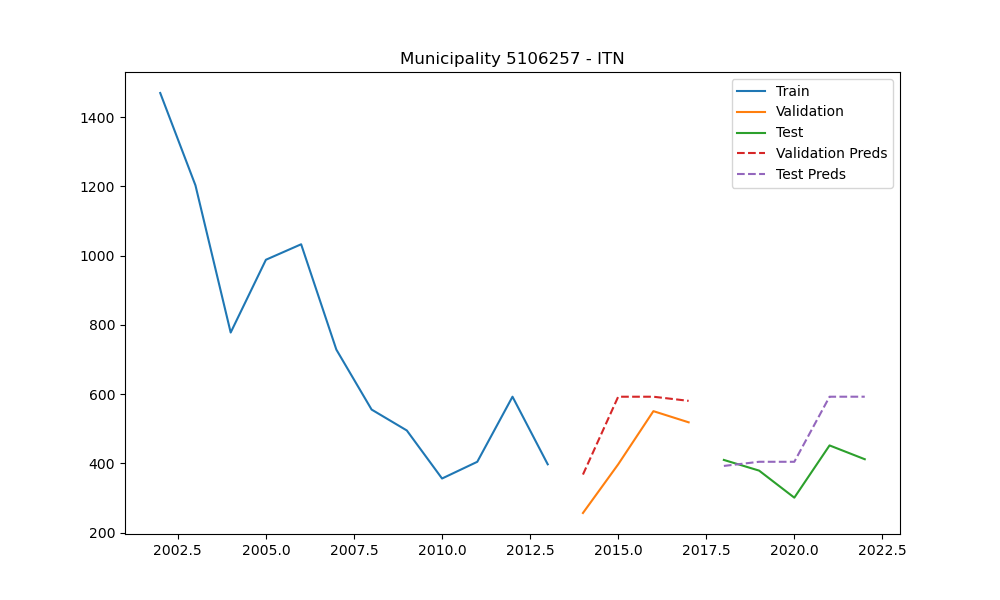 Municipality 5106257 - ITN
Train
Validation
Test
Validation Preds
Test Preds
1400
1200
1000
800
600
400
200
2002.5 2005.0 2007.5 2010.0 2012.5 2015.0 2017.5 2020.0 2022.5